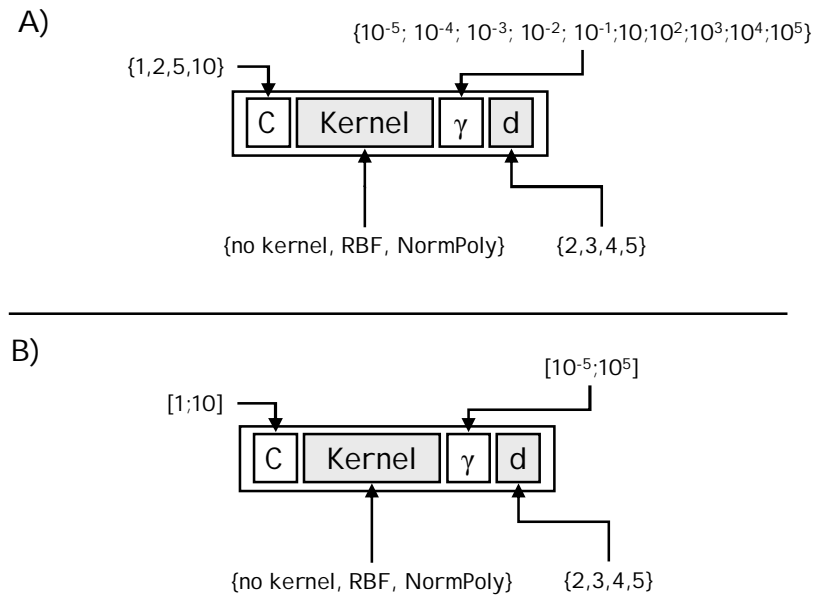 A)
{10⁻⁵; 10⁻⁴; 10⁻³; 10⁻²; 10⁻¹;10;10²;10³;10⁴;10⁵}
{1,2,5,10}
C Kernel γ d
{no kernel, RBF, NormPoly}
{2,3,4,5}
B)
[10⁻⁵;10⁵]
[1;10]
C Kernel γ d
{no kernel, RBF, NormPoly}
{2,3,4,5}